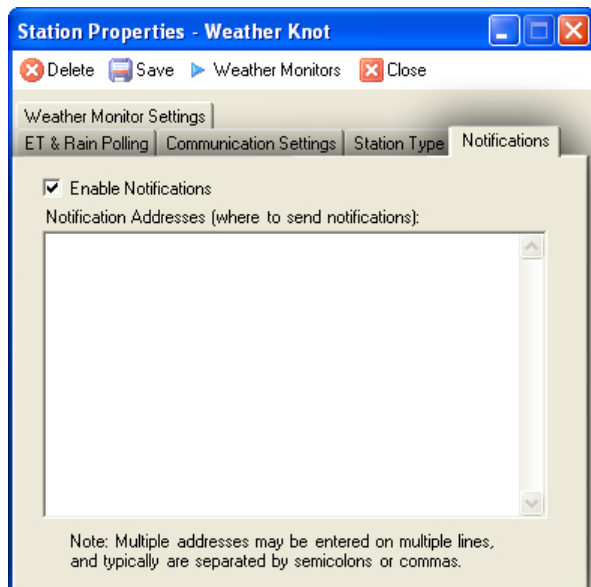 Station Properties - Weather Knot
Delete Save Weather Monitors Close
Weather Monitor Settings
ET & Rain Polling Communication Settings Station Type Notifications
Enable Notifications
Notification Addresses (where to send notifications):
Note: Multiple addresses may be entered on multiple lines,
and typically are separated by semicolons or commas.